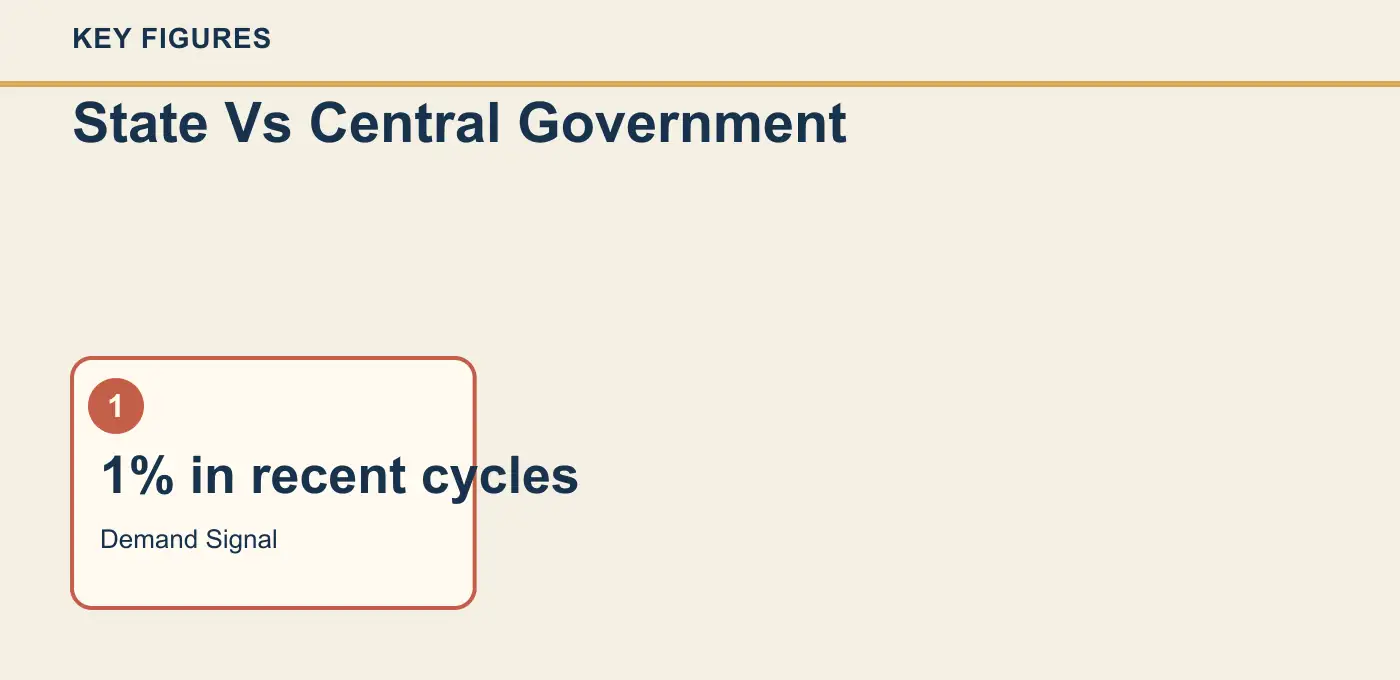 KEY FIGURES
State Vs Central Government
1
1% in recent cycles
Demand Signal